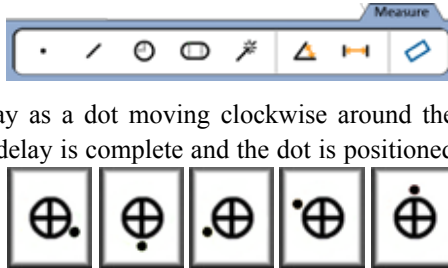 Measure
ay as a dot moving clockwise around the
delay is complete and the dot is positioned